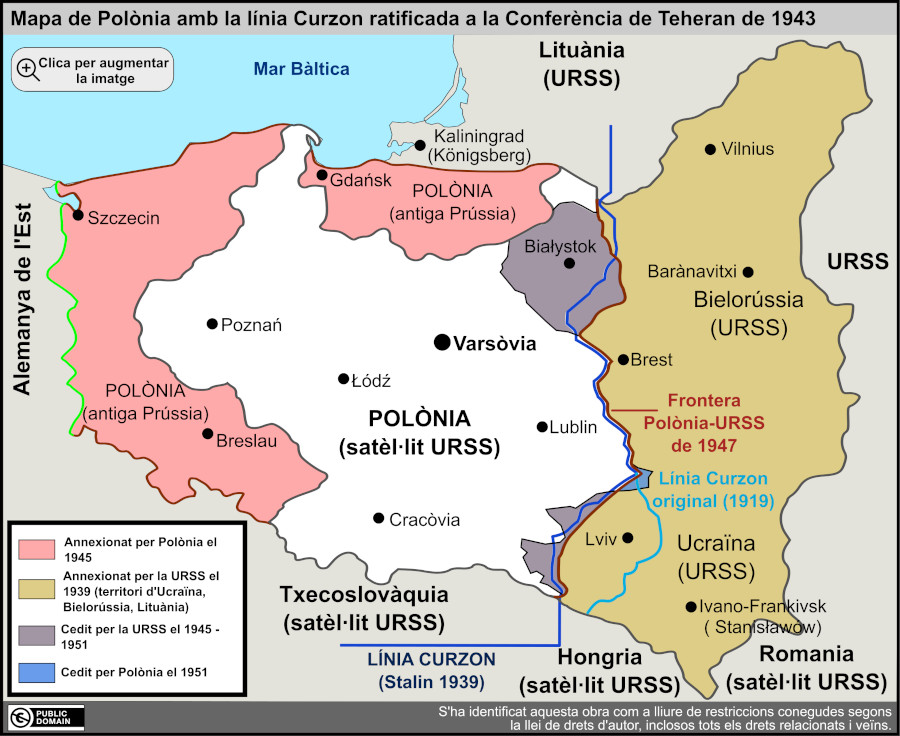 Mapa de Polònia amb la línia Curzon ratificada a la Conferència de Teheran de 1943
Clica per augmentar
la imatge
Mar Bàltica
Lituània
(URSS)
Kaliningrad
(Königsberg)
Vilnius
Gdańsk
POLÒNIA
(antiga Prússia)
Szczecin
Alemanya de l'Est
Białystok
URSS
Barànavitxi
Bielorússia
(URSS)
Poznań
Varsòvia
Brest
Łódź
POLÒNIA
(antiga Prússia)
Frontera
Polònia-URSS
de 1947
POLÒNIA
(satèl·lit URSS)
Lublin
Breslau
Línia Curzon
original (1919)
Cracòvia
Lviv
Ucraïna
(URSS)
Annexionat per Polònia el
1945
Annexionat per la URSS el
1939 (territori d'Ucraïna,
Bielorússia, Lituània)
Cedit per la URSS el 1945 -
1951
Cedit per Polònia el 1951
Txecoslovàquia
(satèl·lit URSS)
Ivano-Frankivsk
( Stanisławów)
LÍNIA CURZON
(Stalin 1939)
Hongria
(satèl·lit URSS)
Romania
(satèl·lit URSS)
PUBLIC
DOMAIN
S'ha identificat aquesta obra com a lliure de restriccions conegudes segons
la llei de drets d'autor, inclosos tots els drets relacionats i veïns.